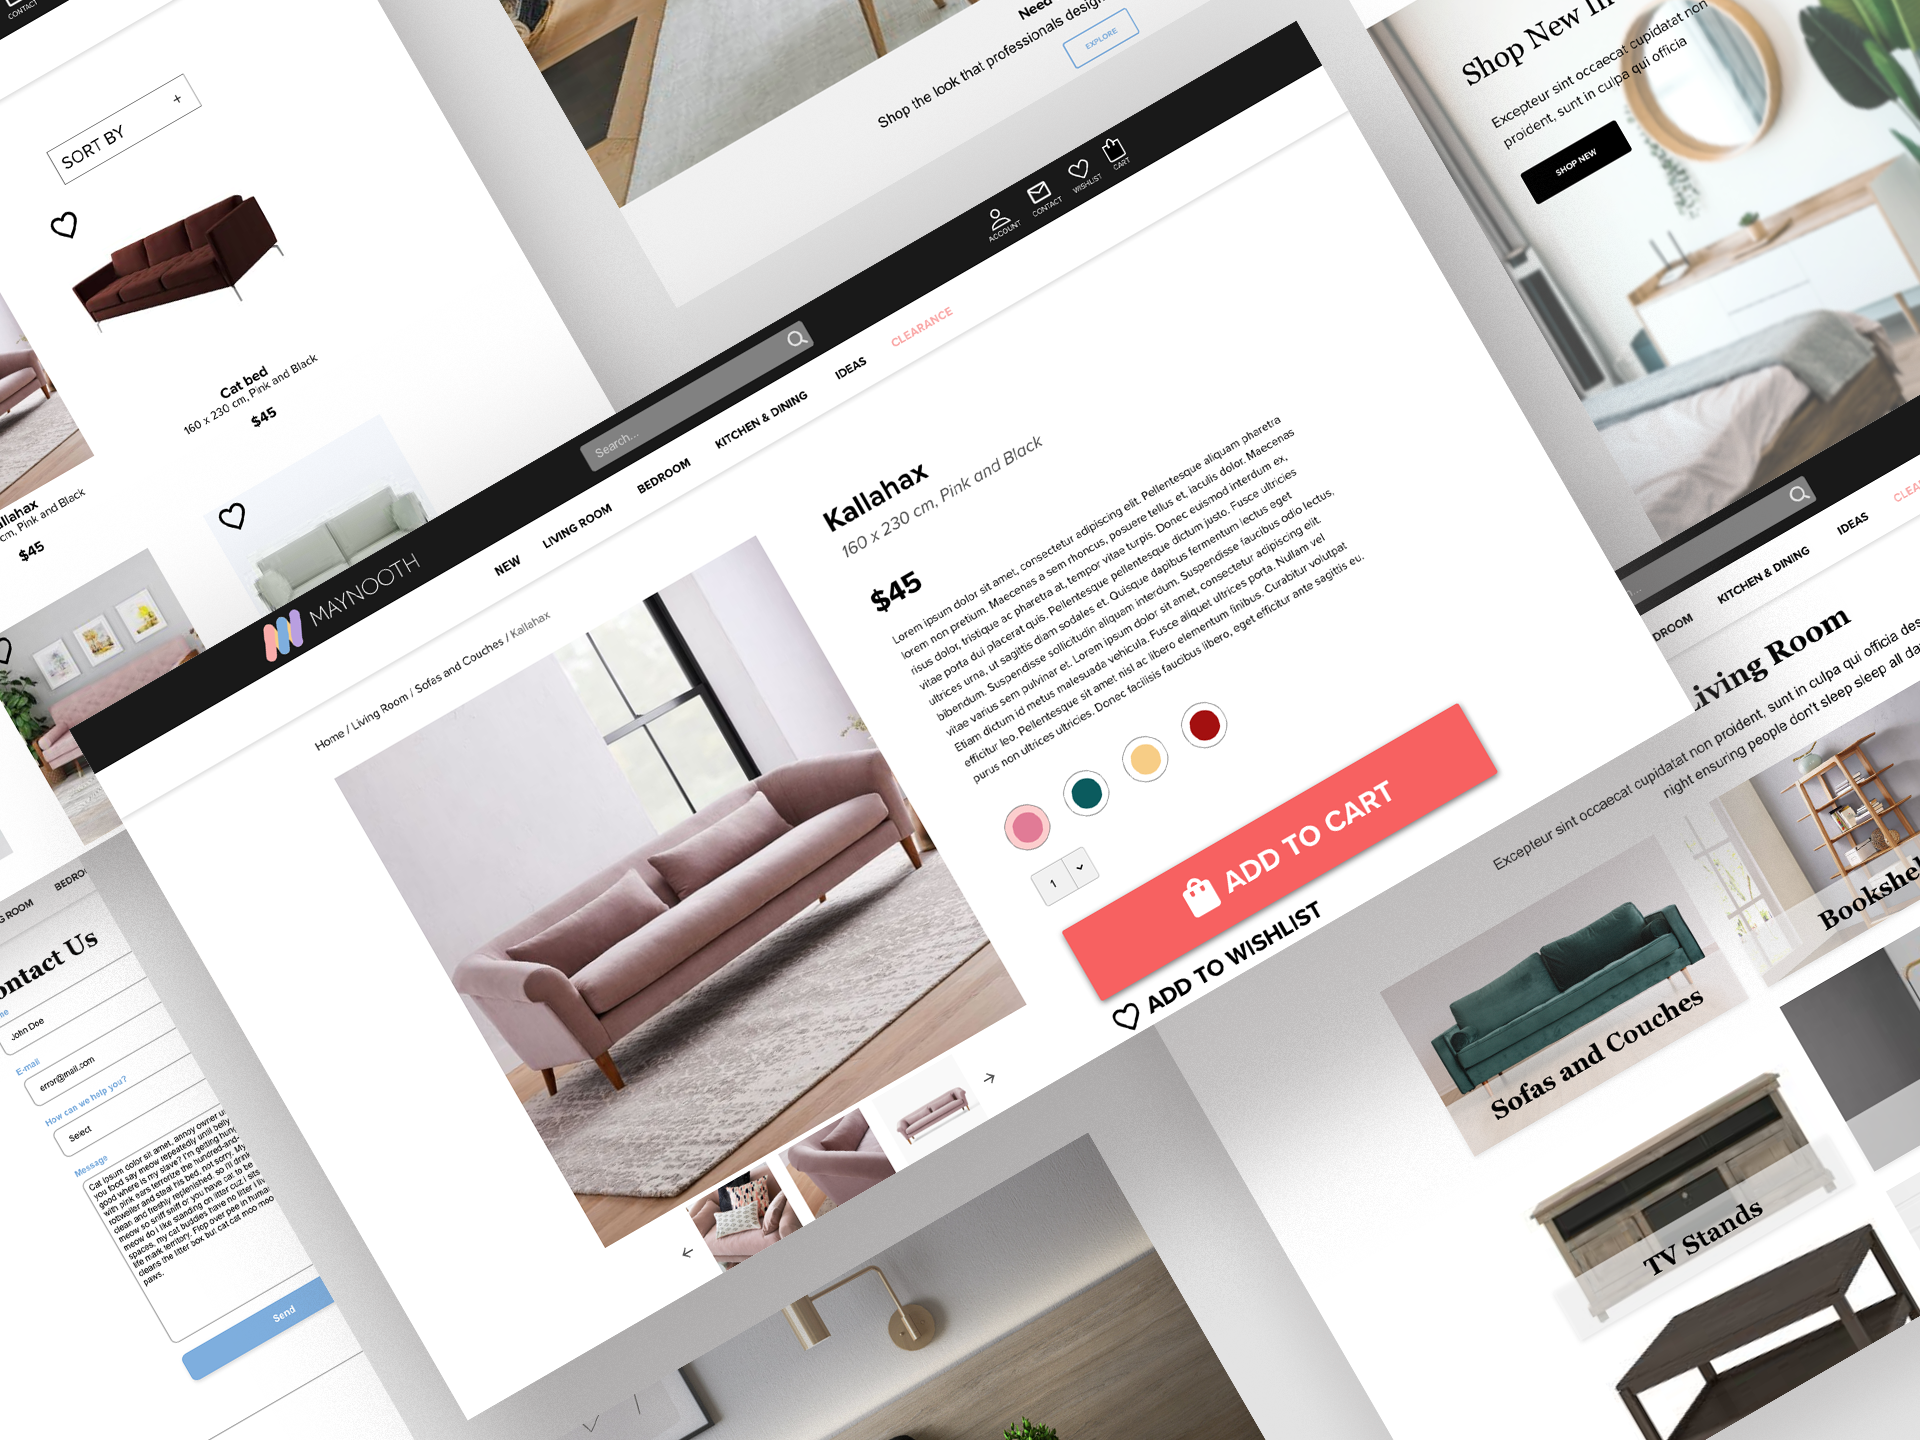 CONTACT
SORT BY
+
Cat bed
160 x 230 cm, Pink and Black
$45
cm, Pink and Black
$45
Need
Shop the look that professionals
EXPLORE
Shop New In
Excepteur sint occaecat cupidatat non
proident, sunt in culpa qui officia
SHOP NEW
ACCOUNT
CONTACT
WISHLIST
CART
MAYNOOTH
Search...
NEW
LIVING ROOM
BEDROOM
KITCHEN & DINING
IDEAS
CLEARANCE
Home / Living Room / Sofas and Couches / Kallahax
Kallahax
160 x 230 cm, Pink and Black
$45
Lorem ipsum dolor sit amet, consectetur adipiscing elit. Pellentesque aliquam pharetra
lorem non pretium. Maecenas a sem rhoncus, posuere tellus et, iaculis dolor. Maecenas
risus dolor, tristique ac pharetra at, tempor vitae turpis. Donec euismod interdum ex,
vitae porta dui placerat quis. Pellentesque pellentesque dictum justo. Fusce ultricies
ultrices urna, ut sagittis diam sodales et. Quisque dapibus fermentum lectus eget
bibendum. Suspendisse sollicitudin aliquam interdum. Suspendisse faucibus odio lectus,
vitae varius sem pulvinar et. Lorem ipsum dolor sit amet, consectetur adipiscing elit.
Etiam dictum id metus malesuada vehicula. Fusce aliquet ultrices porta. Nullam vel
efficitur leo. Pellentesque sit amet nisl ac libero elementum finibus. Curabitur volutpat
purus non ultrices ultricies. Donec facilisis faucibus libero, eget efficitur ante sagittis eu.
1
ADD TO CART
ADD TO WISHLIST
ROOM
Contact Us
John Doe
E-mail
error@mail.com
How can we help you?
Select
Message
Cat ipsum dolor sit amet, annoy owner
you food say meow repeatedly until belly
good where is my slave? I'm getting
with pink ears terrorize the hundred-and-
rotweiler and steal his bed, not sorry.
clean and freshly replenished, so i'll drink
meow so sniff sniff or you have cat to be
meow do i like standing on litter cuz i sits
spaces, my cat buddies have no litter i
life mark territory. Flop over pee in human
cleans the litter box but cat cat moo moo
paws.
Send
KITCHEN & DINING
IDEAS
Living Room
Excepteur sint occaecat cupidatat non proident, sunt in culpa qui officia
night ensuring people don't sleep sleep all
Sofas and Couches
TV Stands